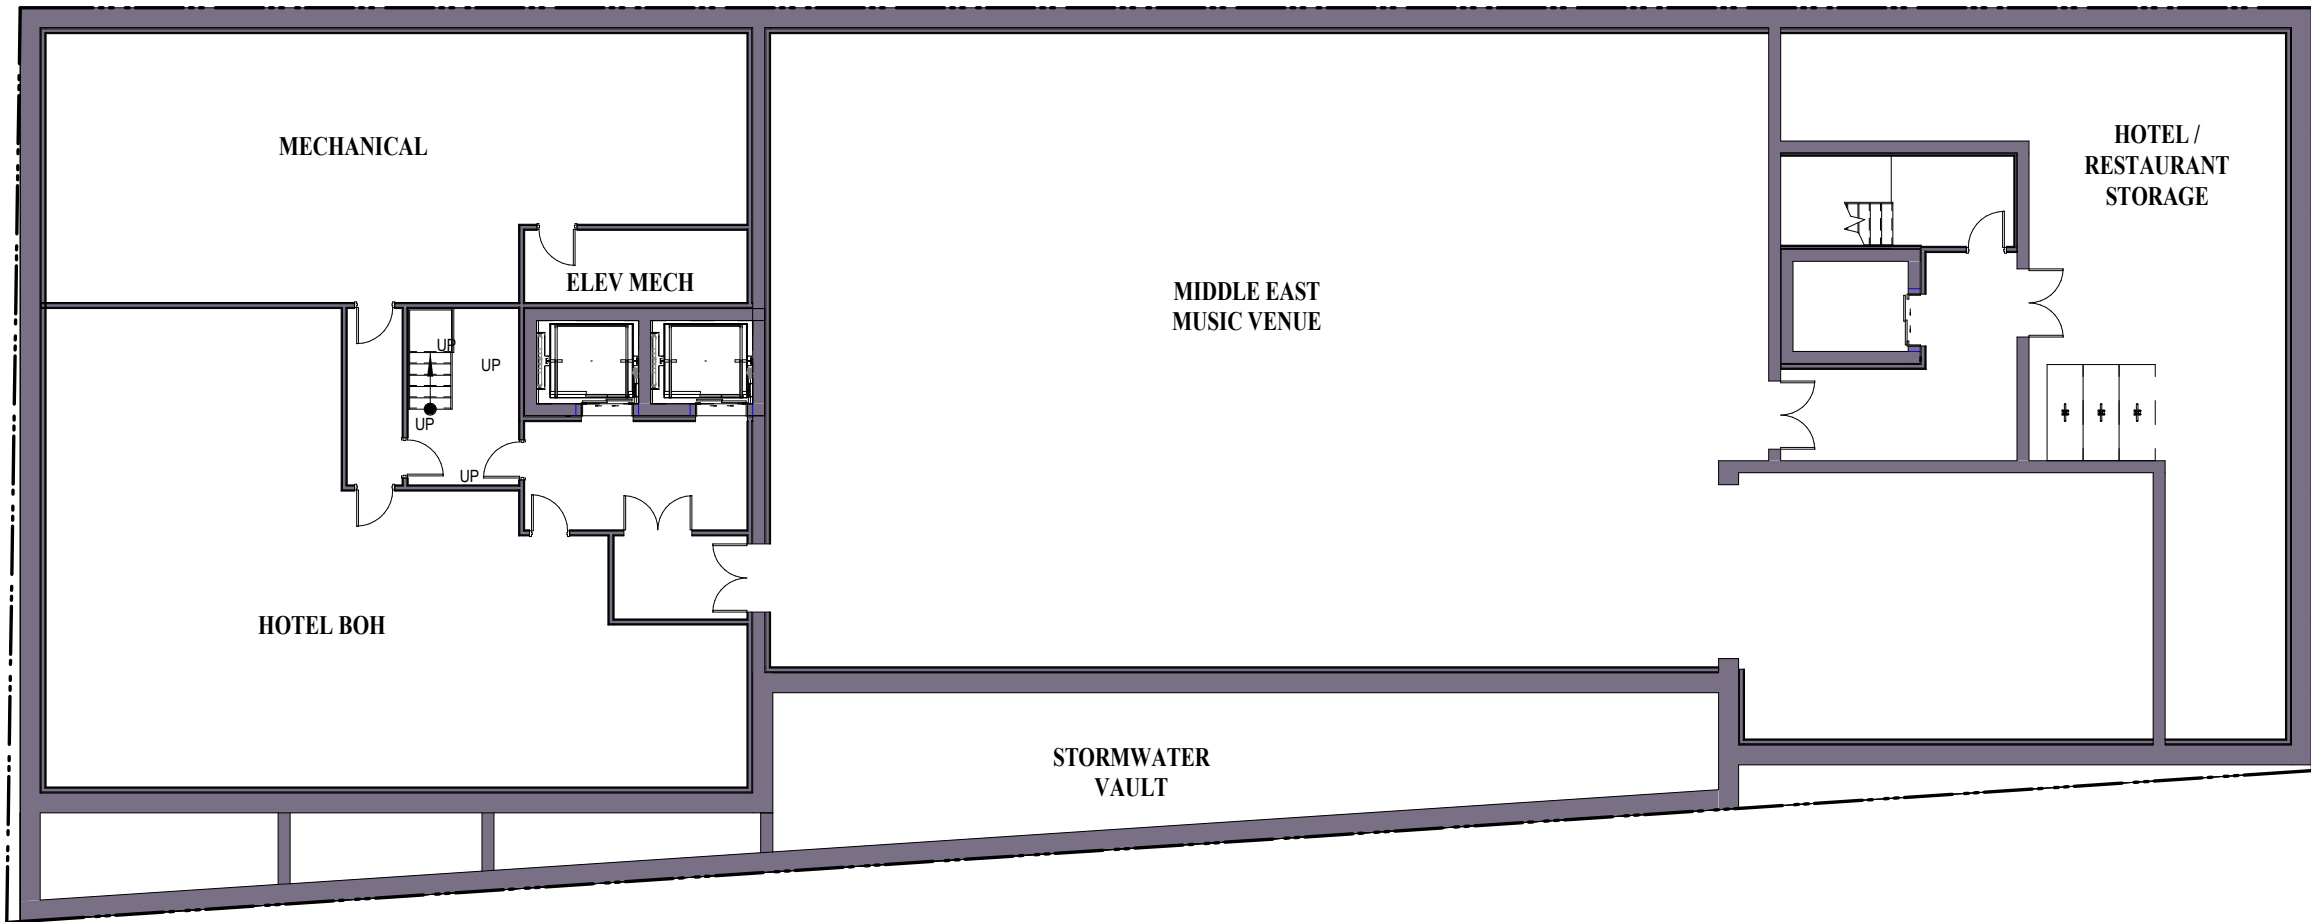 MECHANICAL
HOTEL /
RESTAURANT
STORAGE
ELEV MECH
MIDDLE EAST
MUSIC VENUE
UP
UP
UP
UP
HOTEL BOH
STORMWATER
VAULT